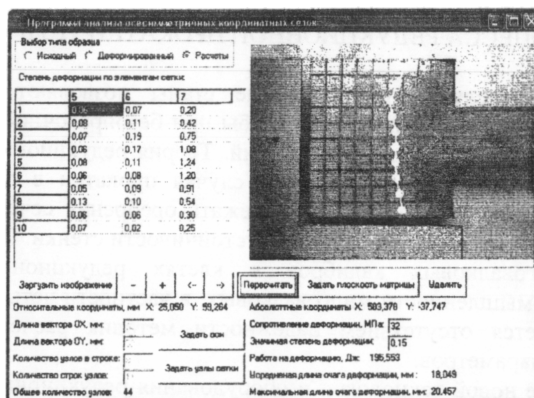 Программа анализа осесимметричных координатных сеток
Выбор типа образца
Исходный Деформированный Расчеты
Степень деформации по элементам сетки:
5 6 7
1 0,06 0,07 0,20
2 0,08 0,11 0,42
3 0,07 0,19 0,75
4 0,06 0,17 1,08
5 0,08 0,11 1,24
6 0,06 0,08 1,20
7 0,05 0,09 0,91
8 0,13 0,10 0,54
9 0,06 0,06 0,30
10 0,07 0,02 0,25
Загрузить изображение - + <- -> Пересчитать Задать плоскость матрицы Удалить
Относительные координаты, мм: X: 25,050 Y: 59,264
Абсолютные координаты: X: 503,376 Y: -37,747
Длина вектора OX, мм:
Длина вектора OY, мм:
Задать оси
Сопротивление деформации, МПа: 32
Значимая степень деформации: 0,15
Количество узлов в строке:
Количество строк узлов:
Задать узлы сетки
Работа на деформацию, Дж: 195,553
Усредненая длина очага деформации, мм: 18,049
Общее количество узлов: 44
Максимальная длина очага деформации, мм: 20,457